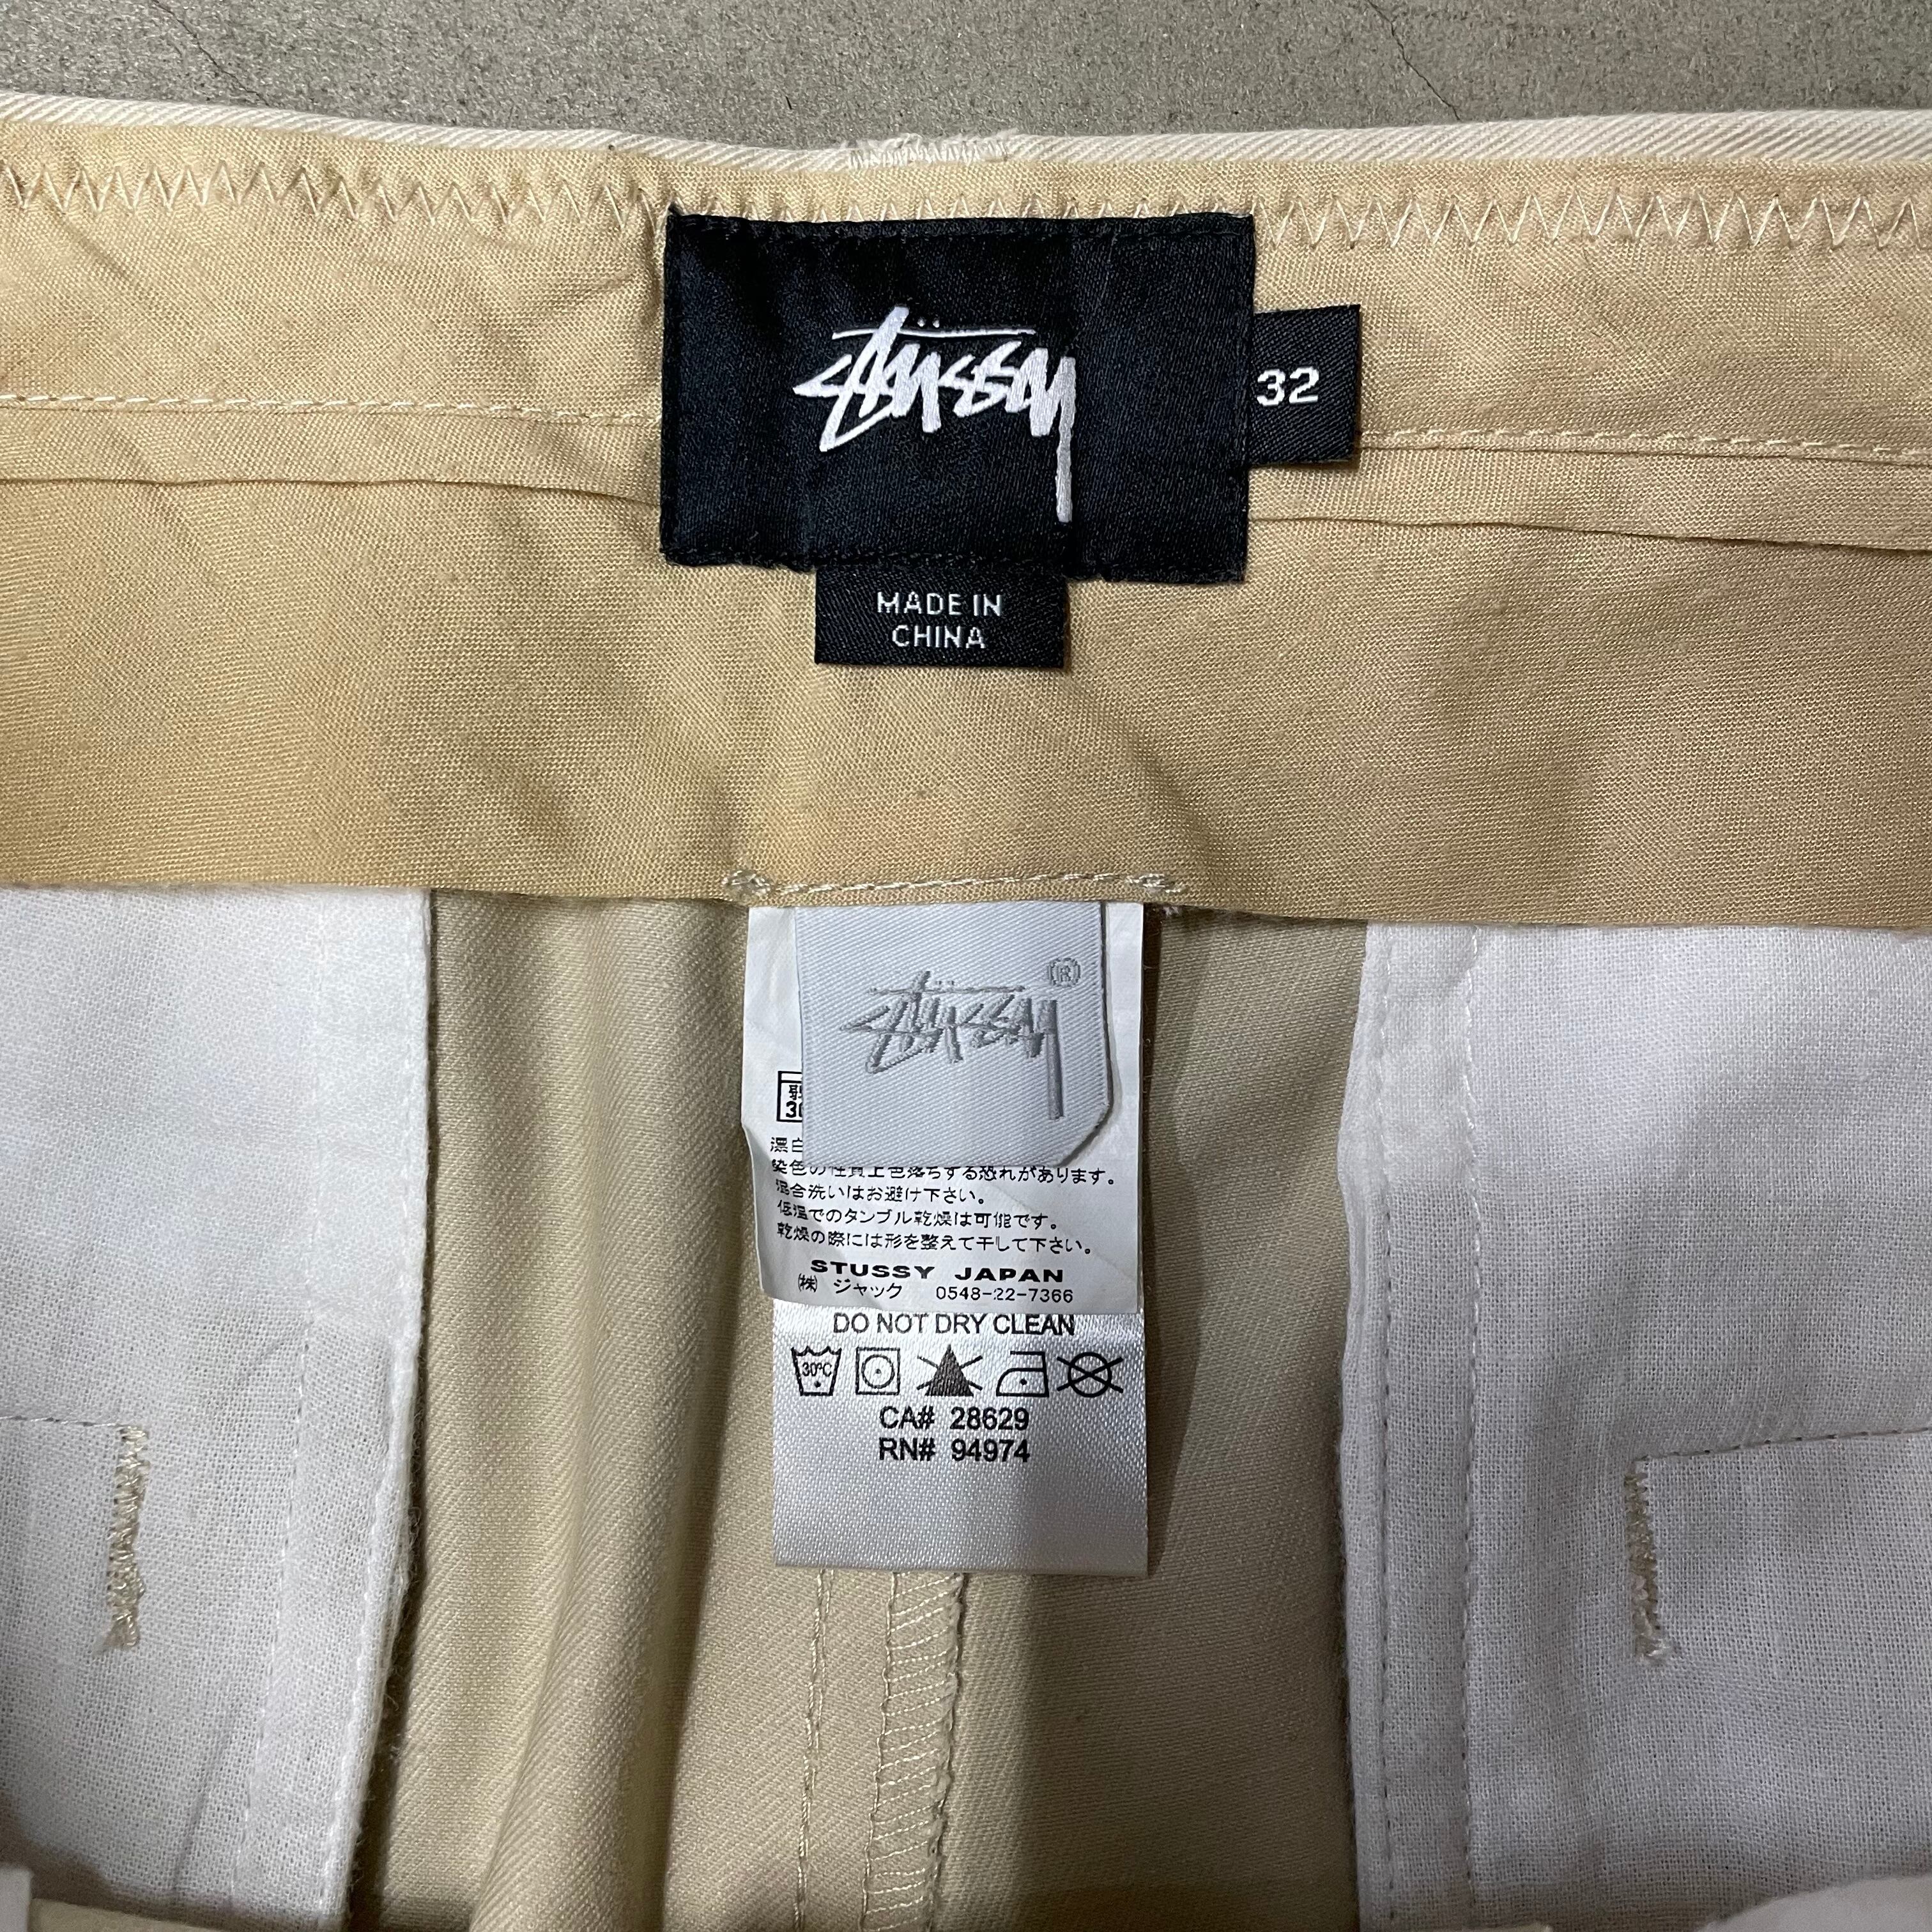 stüssy
32
MADE IN
CHINA
stüssy®
漂白
染色の性質上色落ちする恐れがあります。
混合洗いはお避け下さい。
低温でのタンブル乾燥は可能です。
乾燥の際には形を整えて干して下さい。
STUSSY JAPAN
㈱ ジャック 0548-22-7366
DO NOT DRY CLEAN
30°C
CA# 28629
RN# 94974